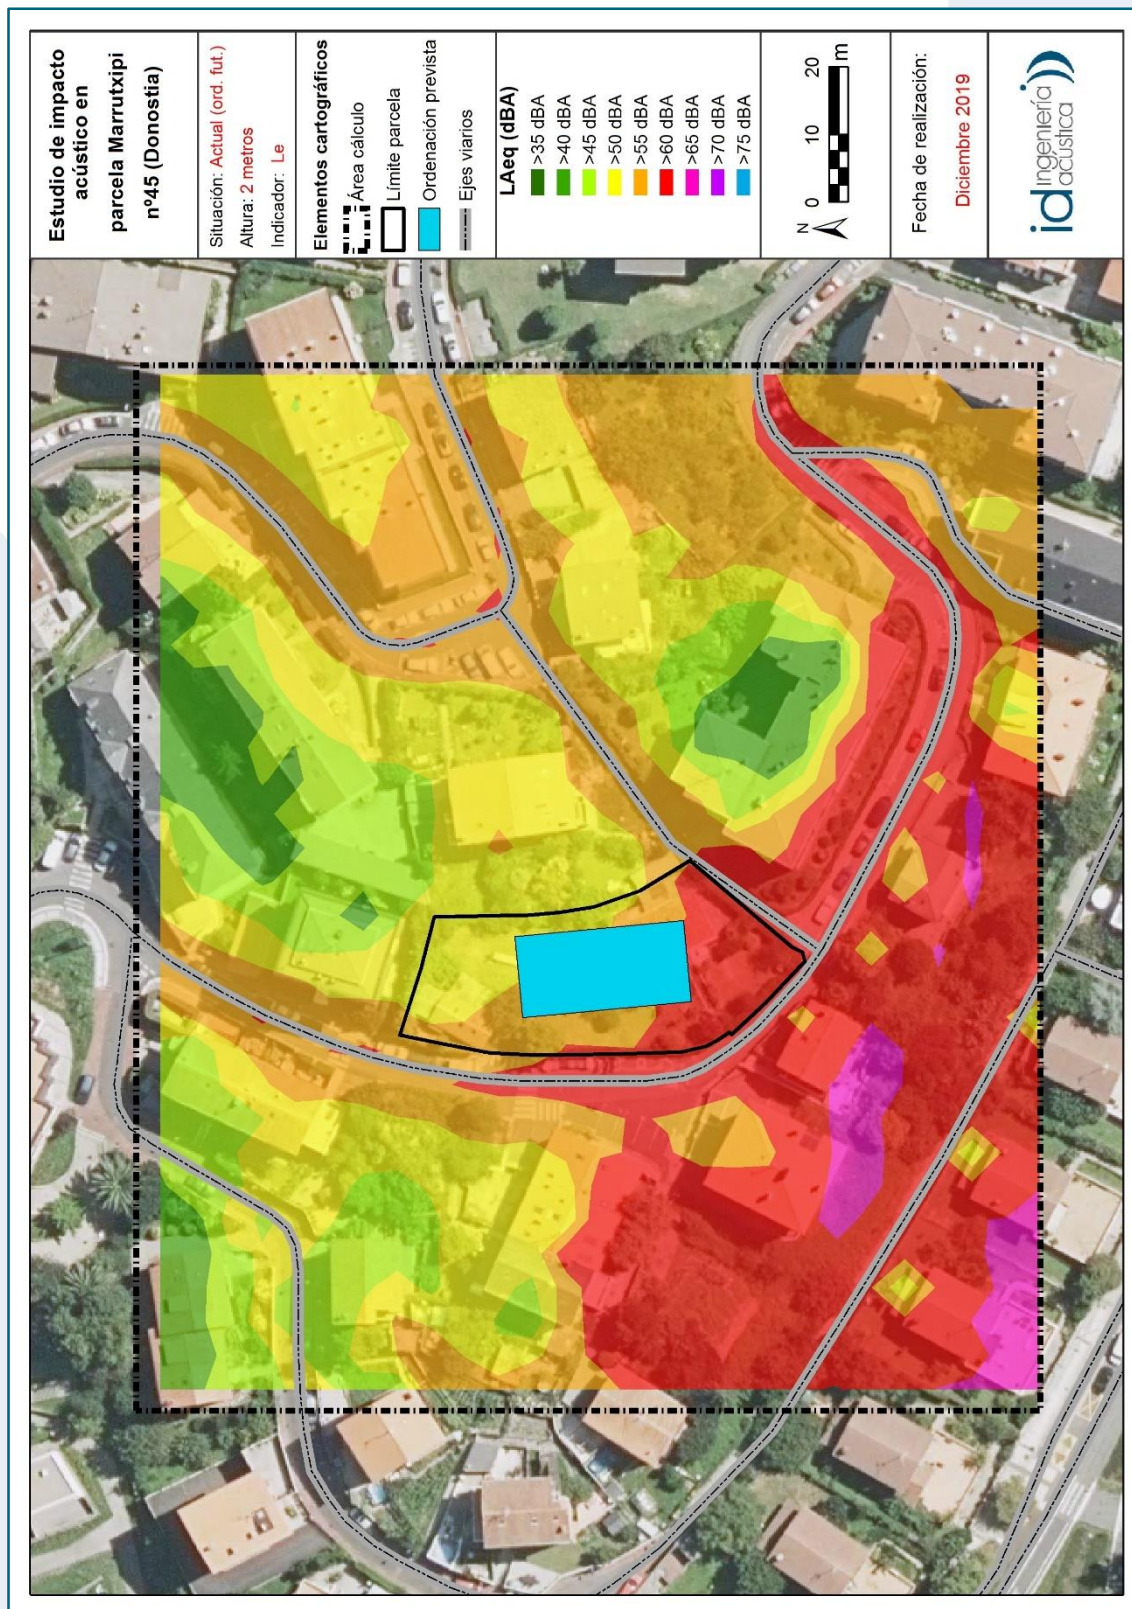 Estudio de impacto
acústico en
parcela Marrutxipi
nº45 (Donostia)
Situación: Actual (ord. fut.)
Altura: 2 metros
Indicador: Le
Elementos cartográficos
Área cálculo
Límite parcela
Ordenación prevista
Ejes viarios
LAeq (dBA)
>35 dBA
>40 dBA
>45 dBA
>50 dBA
>55 dBA
>60 dBA
>65 dBA
>70 dBA
>75 dBA
N
0 10 20
m
Fecha de realización:
Diciembre 2019
id ingeniería
acústica